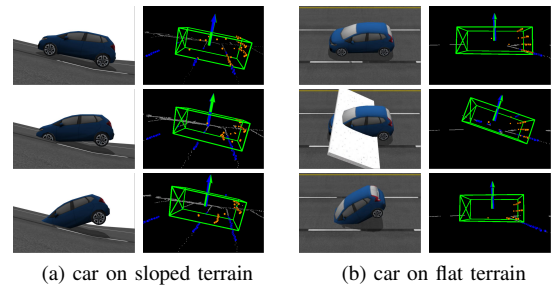 (a) car on sloped terrain
(b) car on flat terrain